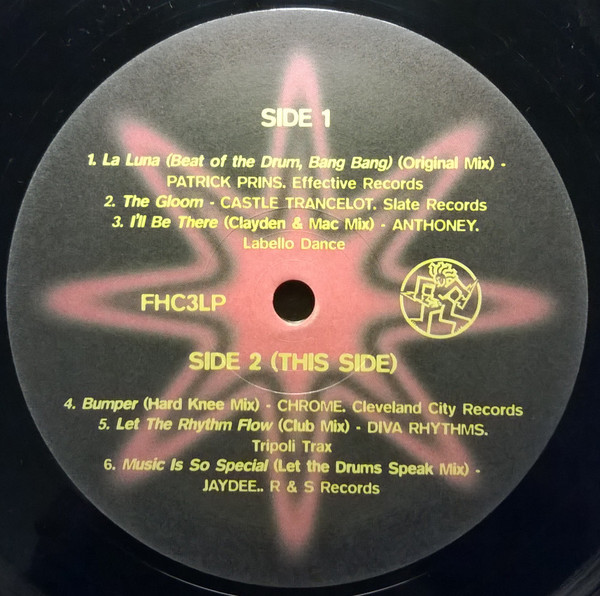 SIDE 1
1. La Luna (Beat of the Drum, Bang Bang) (Original Mix) -
PATRICK PRINS. Effective Records
2. The Gloom - CASTLE TRANCELOT. Slate Records
3. I'll Be There (Clayden & Mac Mix) - ANTHONEY.
Labello Dance
FHC3LP
SIDE 2 (THIS SIDE)
4. Bumper (Hard Knee Mix) - CHROME. Cleveland City Records
5. Let The Rhythm Flow (Club Mix) - DIVA RHYTHMS.
Tripoli Trax
6. Music Is So Special (Let the Drums Speak Mix) -
JAYDEE.. R & S Records